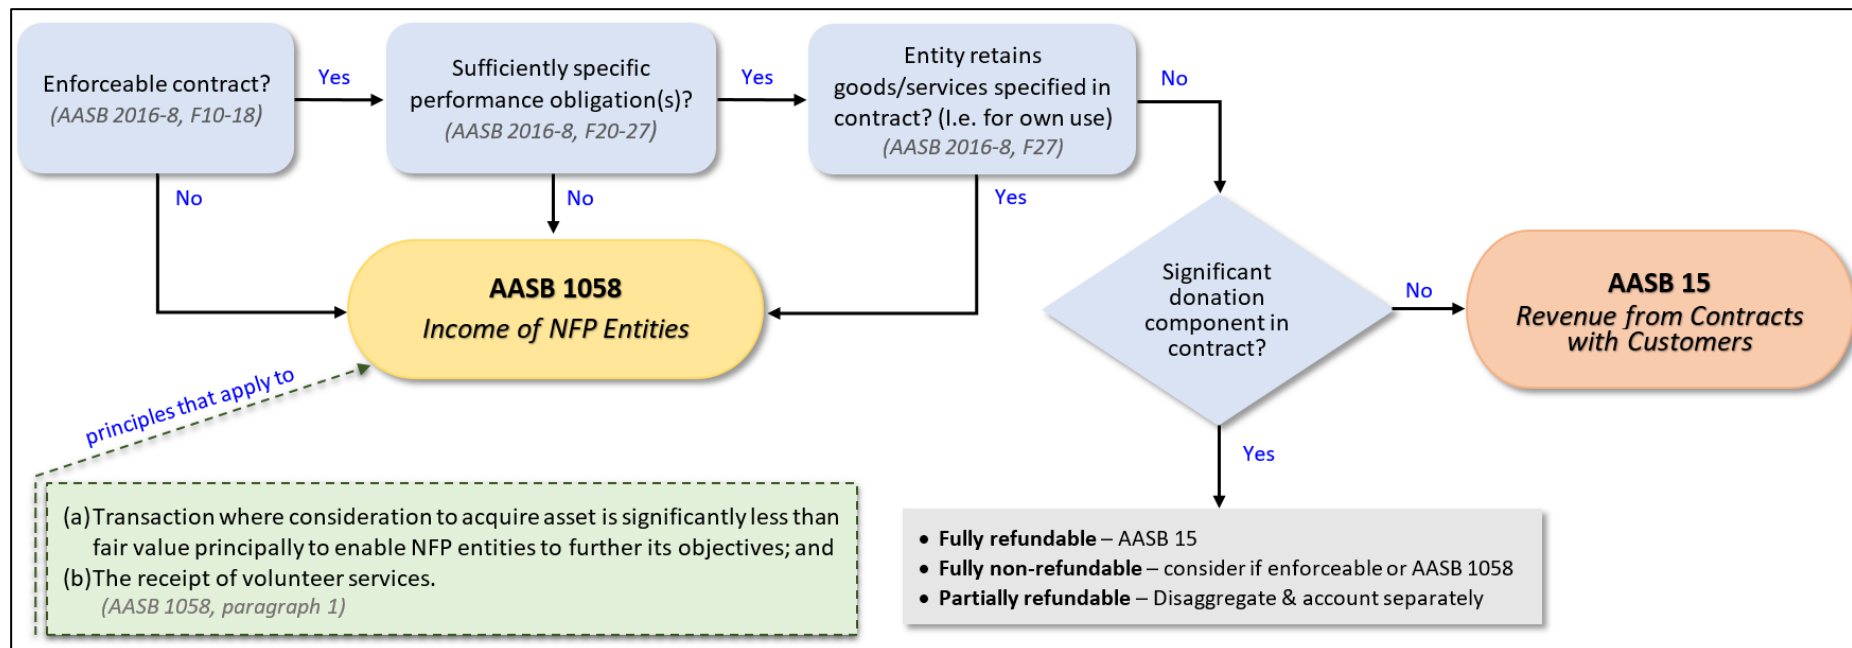 Enforceable contract?
(AASB 2016-8, F10-18)
Yes
Sufficiently specific
performance obligation(s)?
(AASB 2016-8, F20-27)
Yes
Entity retains
goods/services specified in
contract? (I.e. for own use)
(AASB 2016-8, F27)
No
No
No
Yes
AASB 1058
Income of NFP Entities
Significant
donation
component in
contract?
No
AASB 15
Revenue from Contracts
with Customers
principles that apply to
Yes
(a) Transaction where consideration to acquire asset is significantly less than
fair value principally to enable NFP entities to further its objectives; and
(b) The receipt of volunteer services.
(AASB 1058, paragraph 1)
• Fully refundable – AASB 15
• Fully non-refundable – consider if enforceable or AASB 1058
• Partially refundable – Disaggregate & account separately